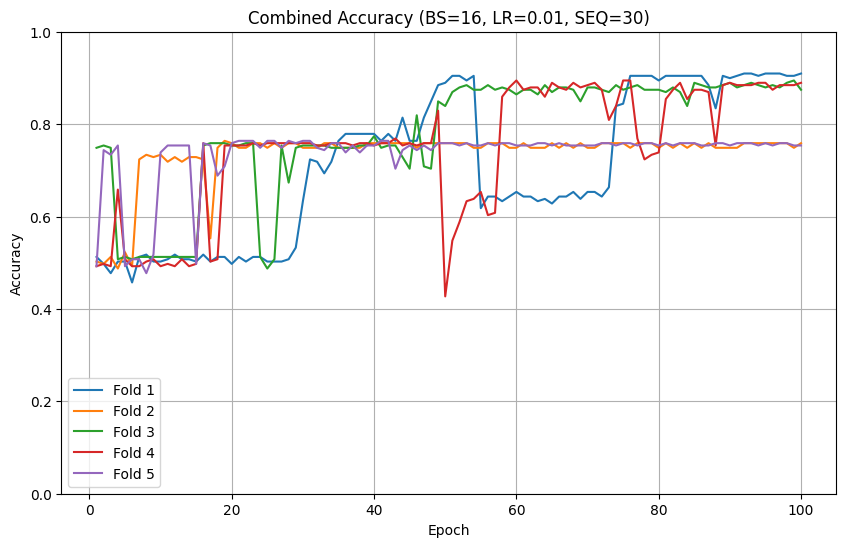 Combined Accuracy (BS=16, LR=0.01, SEQ=30)
1.0
0.8
0.6
0.4
0.2
0.0
Accuracy
Fold 1
Fold 2
Fold 3
Fold 4
Fold 5
0 20 40 60 80 100
Epoch